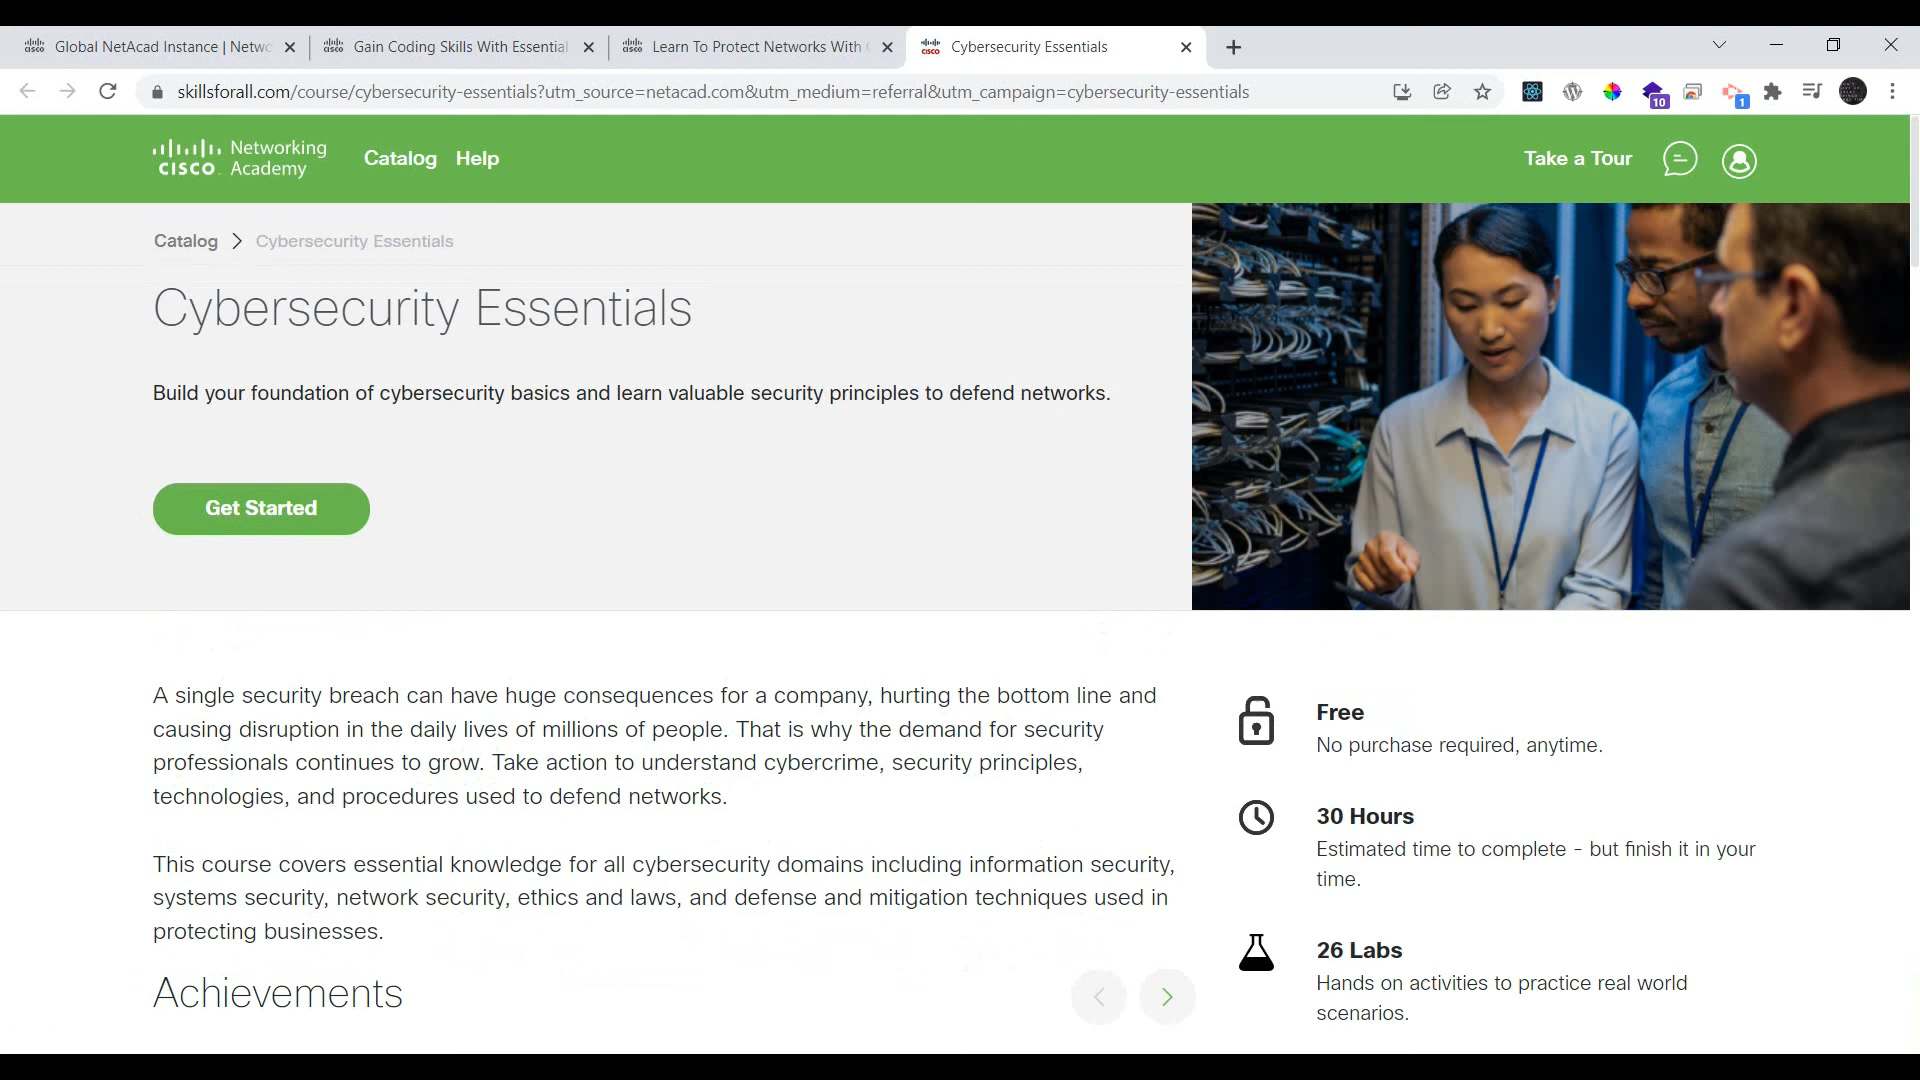 Global NetAcad Instance | Netwo
Gain Coding Skills With Essential
Learn To Protect Networks With
Cybersecurity Essentials
skillsforall.com/course/cybersecurity-essentials?utm_source=netacad.com&utm_medium=referral&utm_campaign=cybersecurity-essentials
10
1
CISCO Networking Academy
Catalog
Help
Take a Tour
Catalog > Cybersecurity Essentials
Cybersecurity Essentials
Build your foundation of cybersecurity basics and learn valuable security principles to defend networks.
Get Started
A single security breach can have huge consequences for a company, hurting the bottom line and
causing disruption in the daily lives of millions of people. That is why the demand for security
professionals continues to grow. Take action to understand cybercrime, security principles,
technologies, and procedures used to defend networks.
This course covers essential knowledge for all cybersecurity domains including information security,
systems security, network security, ethics and laws, and defense and mitigation techniques used in
protecting businesses.
Achievements
Free
No purchase required, anytime.
30 Hours
Estimated time to complete – but finish it in your
time.
26 Labs
Hands on activities to practice real world
scenarios.